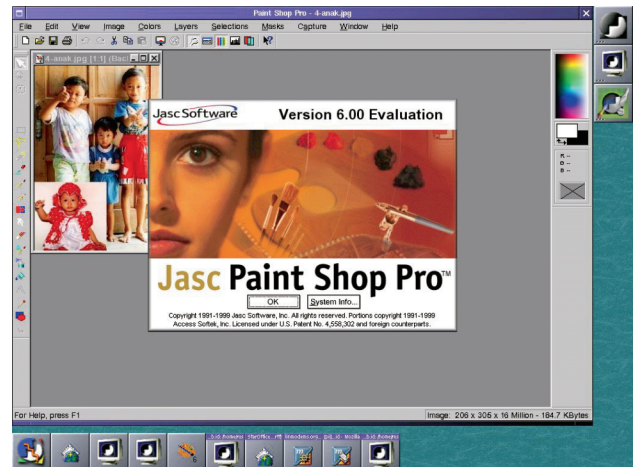 Paint Shop Pro - 4-anak.jpg
File Edit View Image Colors Layers Selections Masks Capture Window Help
4-anak.jpg [1:1] (Bac
Jasc Software
Version 6.00 Evaluation
Jasc Paint Shop Pro™
OK System Info...
Copyright 1991-1999 Jasc Software, Inc. All rights reserved. Portions copyright 1991-1999
Access Softek, Inc. Licensed under U.S. Patent No. 4,558,302 and foreign counterparts.
R --
G --
B --
For Help, press F1
Image: 206 x 305 x 16 Million - 184.7 KBytes